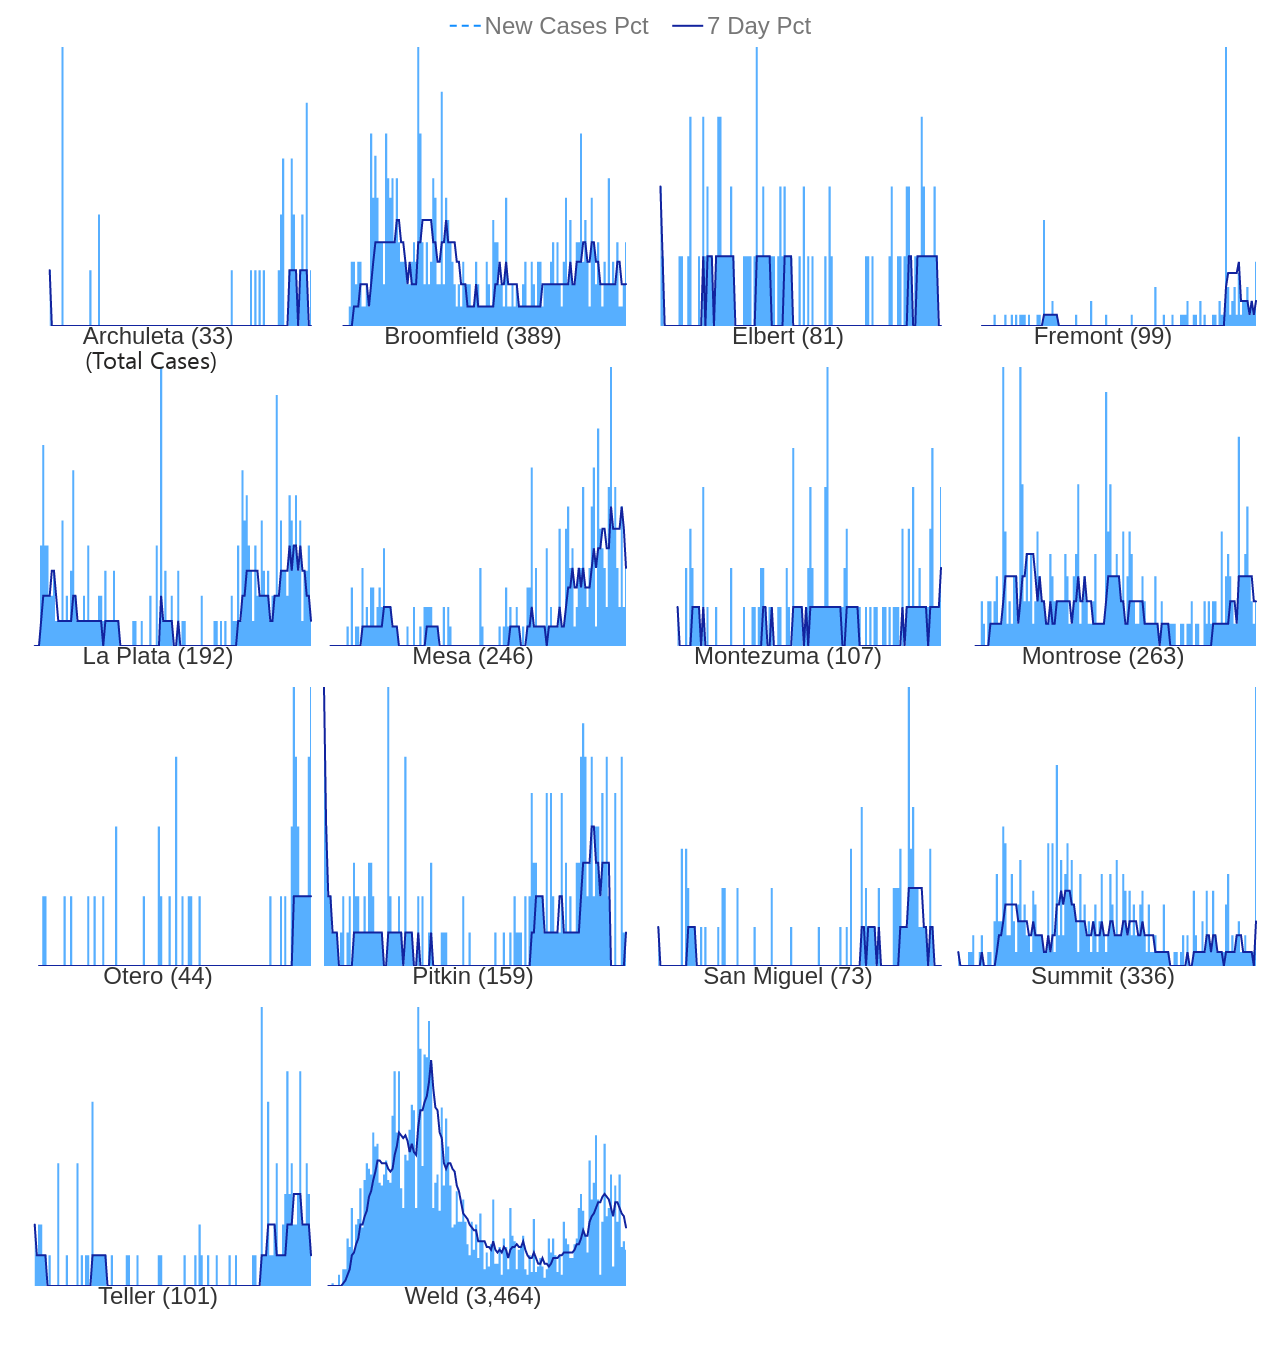 New Cases Pct 7 Day Pct
Archuleta (33) Broomfield (389) Elbert (81) Fremont (99)
(Total Cases)
La Plata (192) Mesa (246) Montezuma (107) Montrose (263)
Otero (44) Pitkin (159) San Miguel (73) Summit (336)
Teller (101) Weld (3,464)